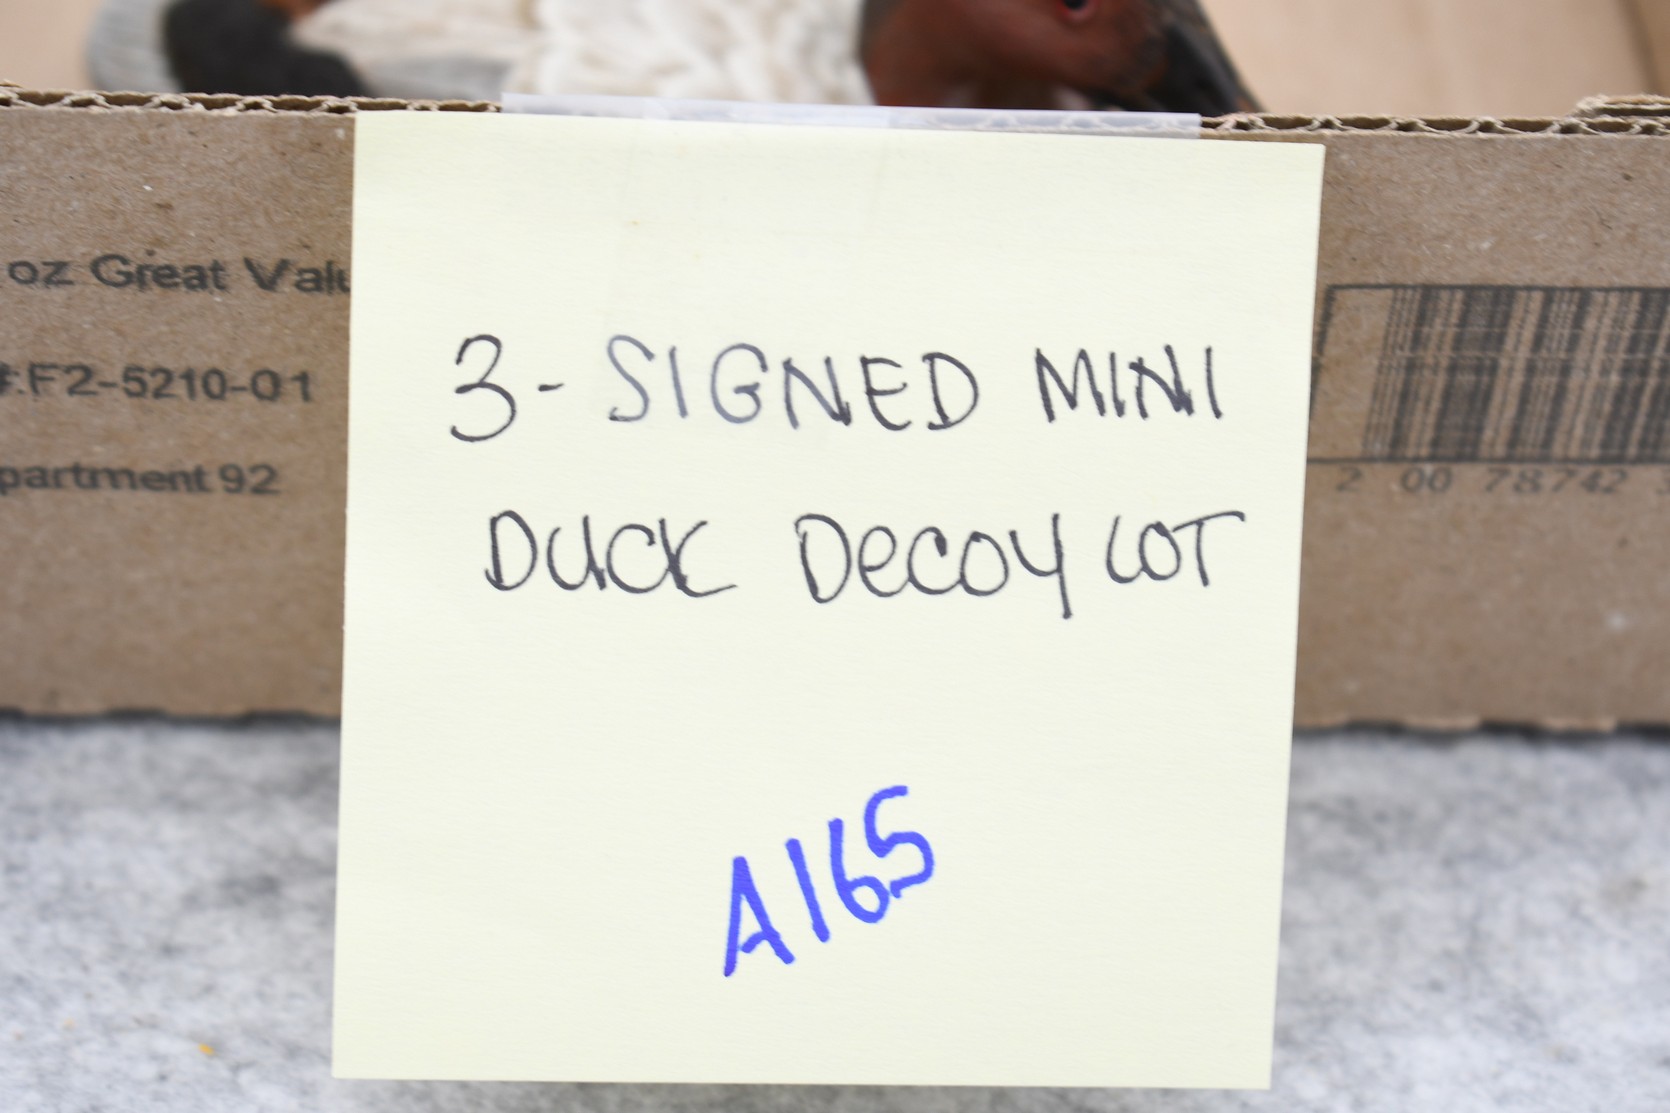 oz Great Valu
#:F2-5210-01
partment 92
3- SIGNED MINI
DUCK DeCOY LOT
A165
2 00 78742